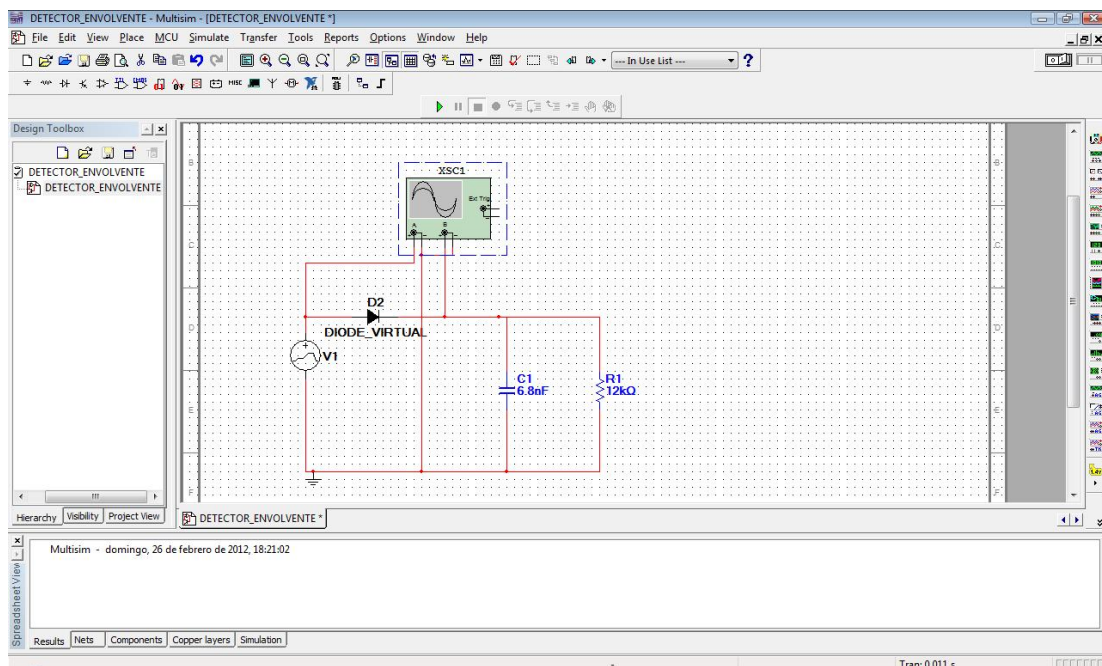 DETECTOR_ENVOLVENTE - Multisim - [DETECTOR_ENVOLVENTE *]
File Edit View Place MCU Simulate Transfer Tools Reports Options Window Help
--- In Use List ---
Design Toolbox
DETECTOR_ENVOLVENTE
DETECTOR_ENVOLVENTE
XSC1
Ext Trig
A B
D2
DIODE_VIRTUAL
V1
C1
6.8nF
R1
12kΩ
Hierarchy Visibility Project View
DETECTOR_ENVOLVENTE *
Multisim - domingo, 26 de febrero de 2012, 18:21:02
Spreadsheet View
Results Nets Components Copper layers Simulation
Tran: 0.011 s